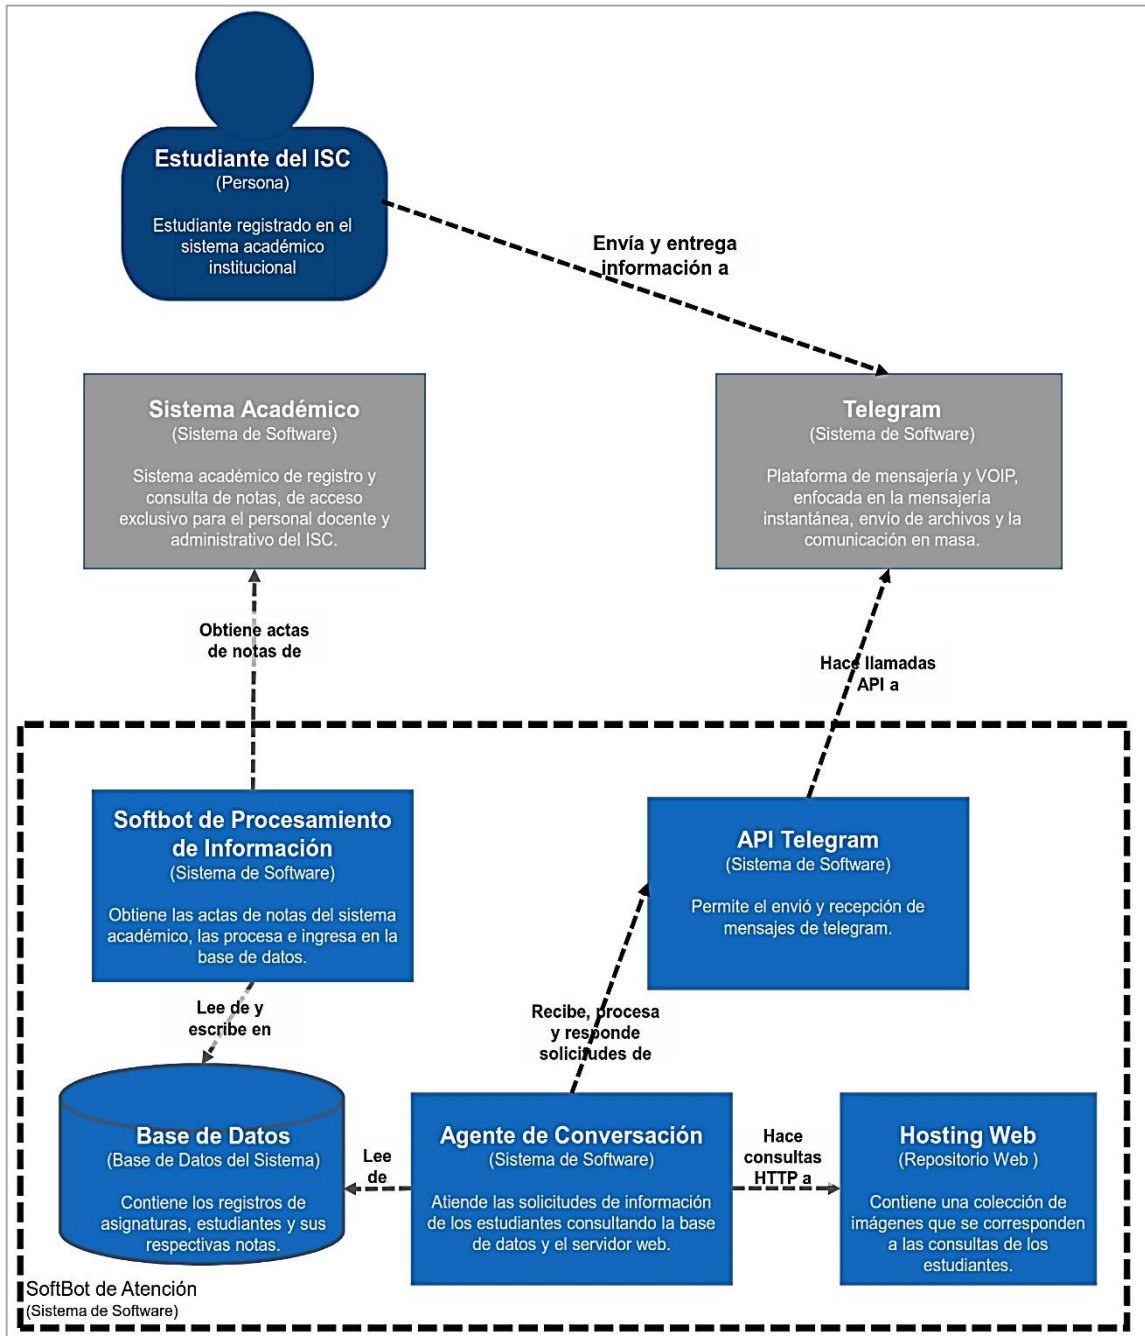 Estudiante del ISC
(Persona)
Estudiante registrado en el
sistema académico
institucional
Envía y entrega
información a
Sistema Académico
(Sistema de Software)
Sistema académico de registro y
consulta de notas, de acceso
exclusivo para el personal docente y
administrativo del ISC.
Telegram
(Sistema de Software)
Plataforma de mensajería y VOIP,
enfocada en la mensajería
instantánea, envío de archivos y la
comunicación en masa.
Obtiene actas
de notas de
Hace llamadas
API a
Softbot de Procesamiento
de Información
(Sistema de Software)
Obtiene las actas de notas del sistema
académico, las procesa e ingresa en la
base de datos.
API Telegram
(Sistema de Software)
Permite el envió y recepción de
mensajes de telegram.
Lee de y
escribe en
Recibe, procesa
y responde
solicitudes de
Base de Datos
(Base de Datos del Sistema)
Contiene los registros de
asignaturas, estudiantes y sus
respectivas notas.
Lee
de
Agente de Conversación
(Sistema de Software)
Atiende las solicitudes de información
de los estudiantes consultando la base
de datos y el servidor web.
Hace
consultas
HTTP a
Hosting Web
(Repositorio Web )
Contiene una colección de
imágenes que se corresponden
a las consultas de los
estudiantes.
SoftBot de Atención
(Sistema de Software)